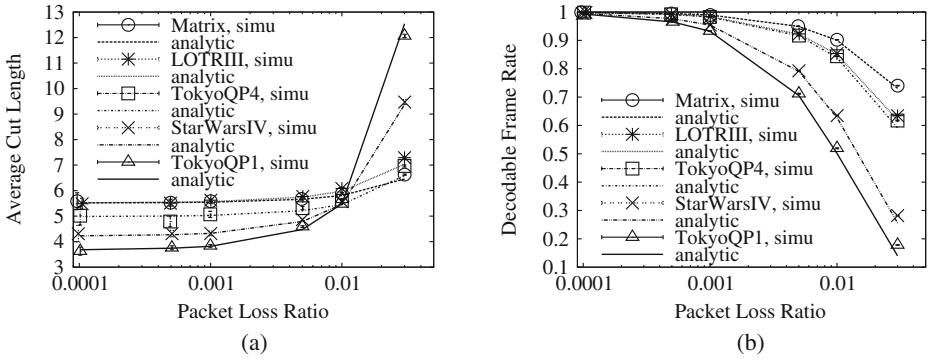 13
12
11
10
9
8
7
6
5
4
3
Average Cut Length
Matrix, simu
analytic
LOTRIII, simu
analytic
TokyoQP4, simu
analytic
StarWarsIV, simu
analytic
TokyoQP1, simu
analytic
0.0001
0.001
0.01
Packet Loss Ratio
(a)
1
0.9
0.8
0.7
0.6
0.5
0.4
0.3
0.2
0.1
Decodable Frame Rate
Matrix, simu
analytic
LOTRIII, simu
analytic
TokyoQP4, simu
analytic
StarWarsIV, simu
analytic
TokyoQP1, simu
analytic
0.0001
0.001
0.01
Packet Loss Ratio
(b)